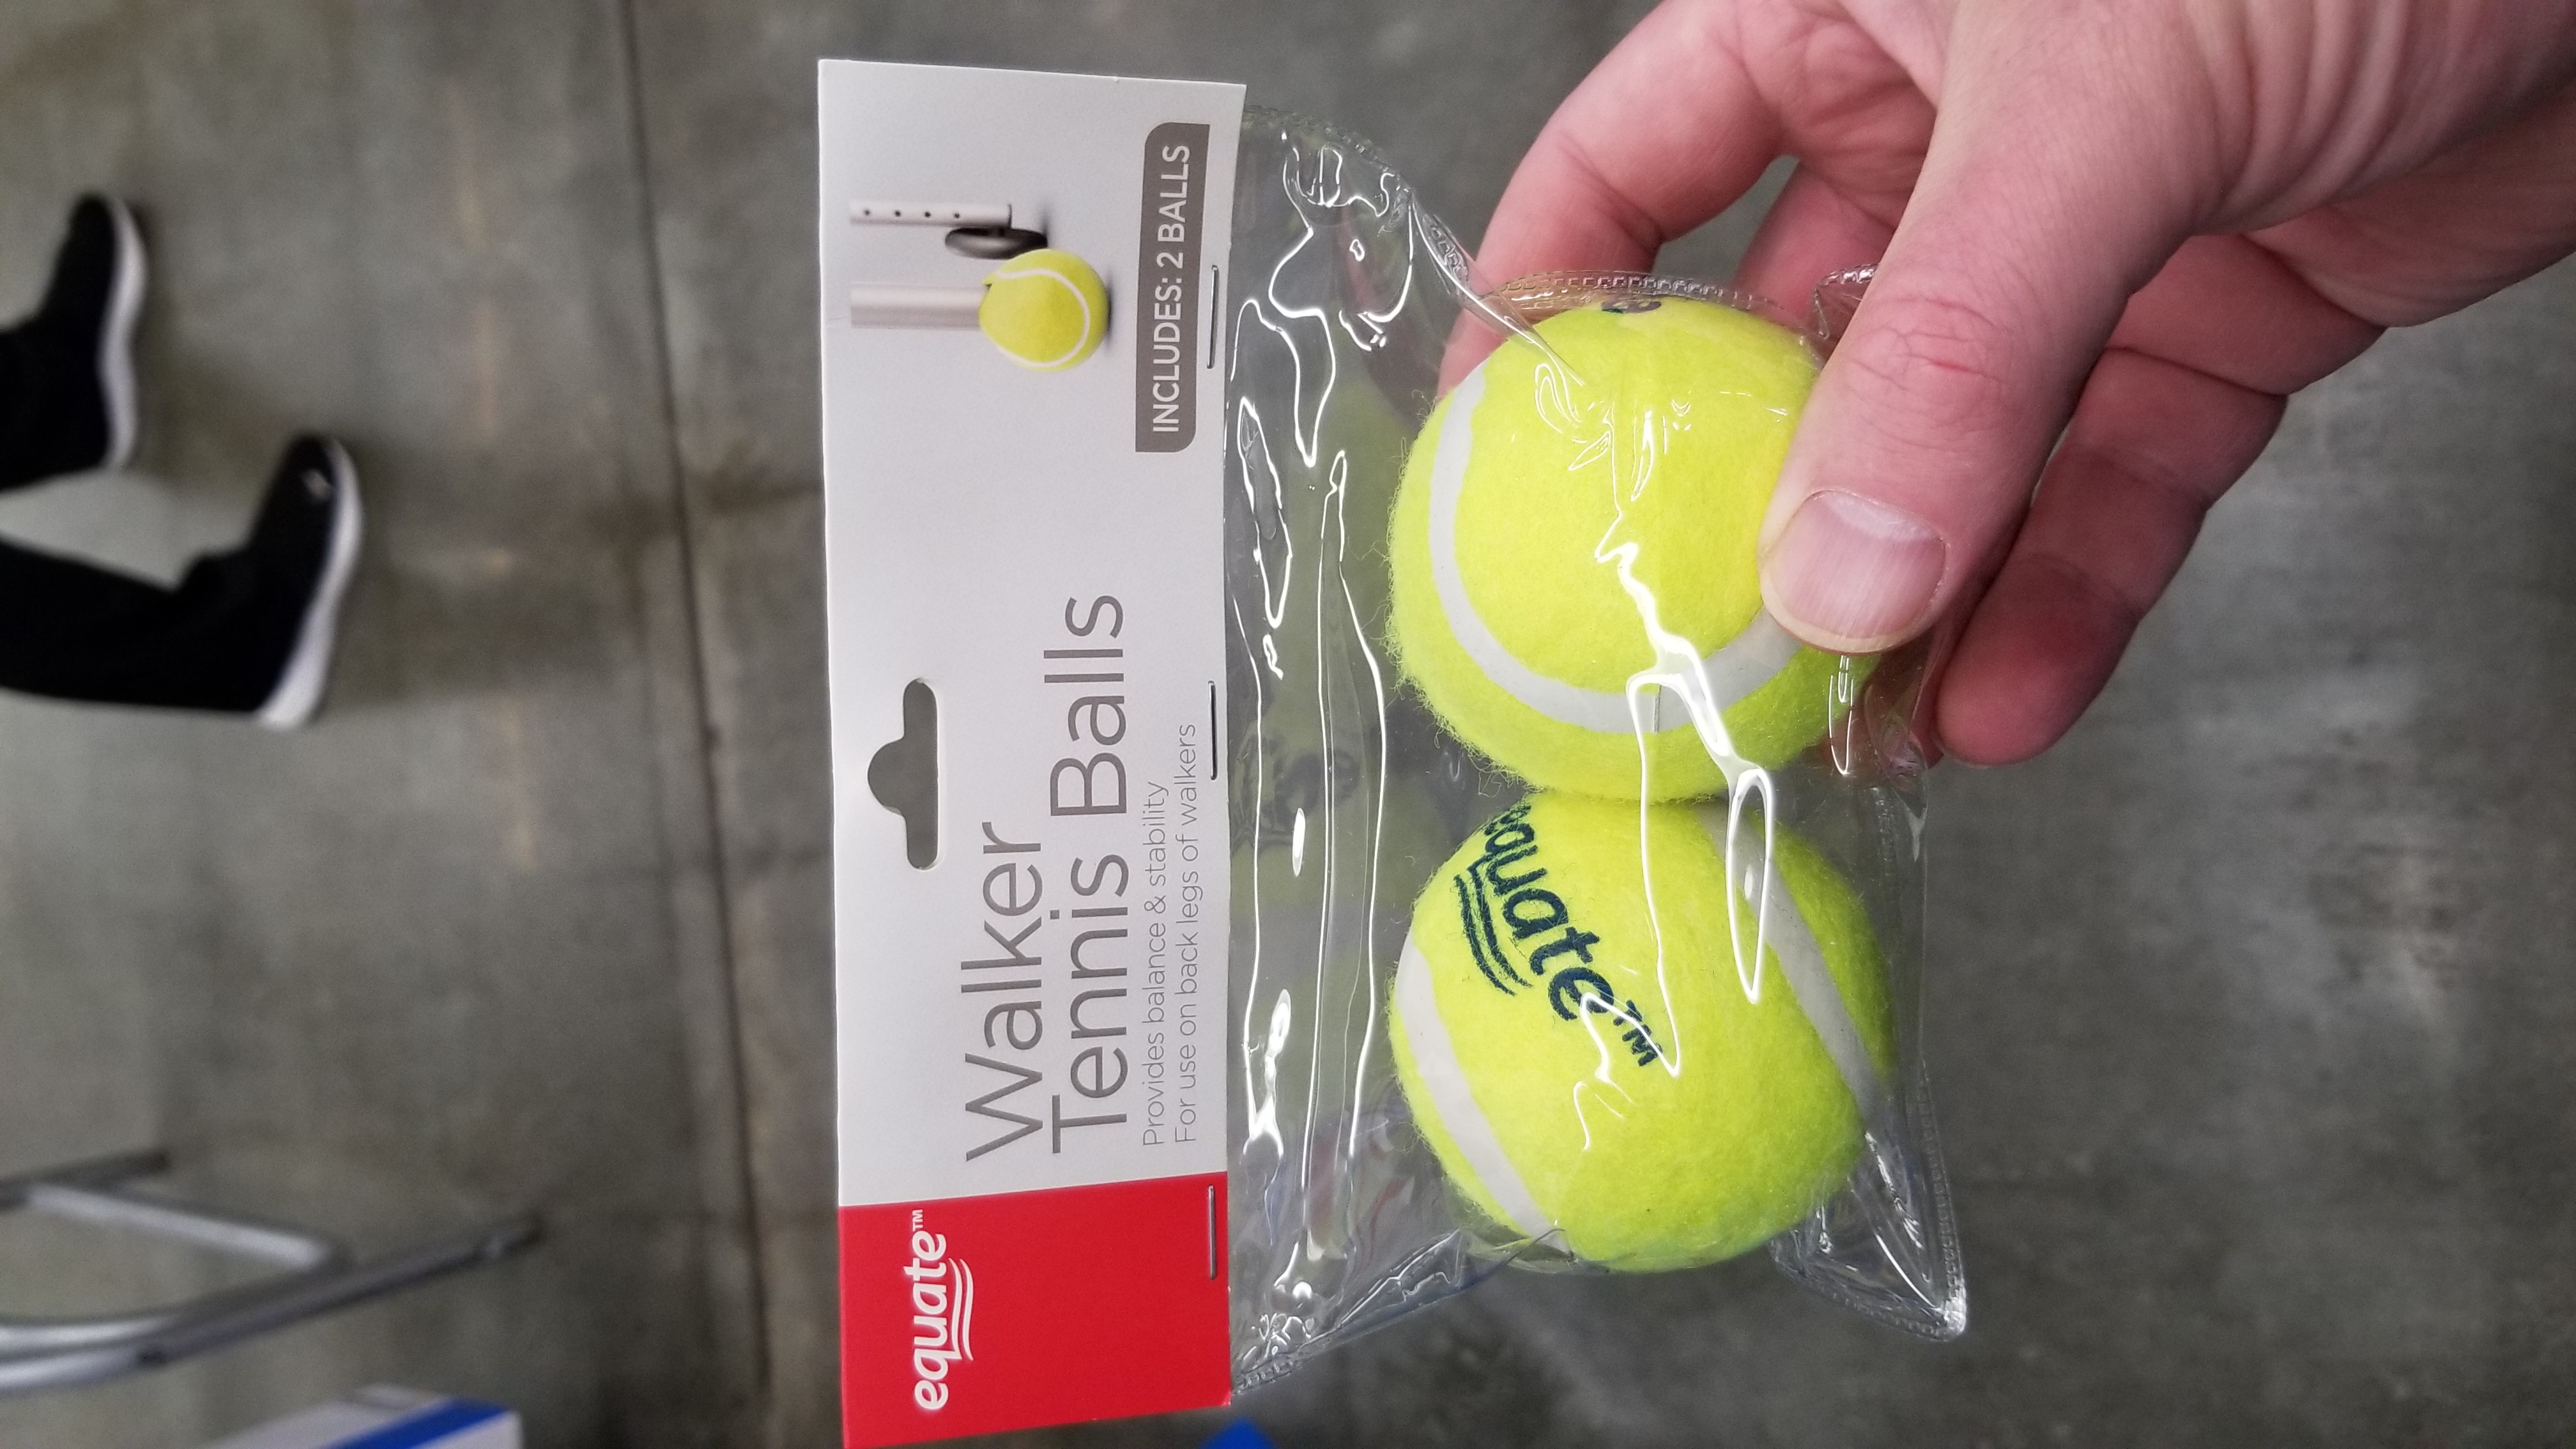 equate™
Walker
Tennis Balls
Provides balance & stability
For use on back legs of walkers
INCLUDES: 2 BALLS
equate™